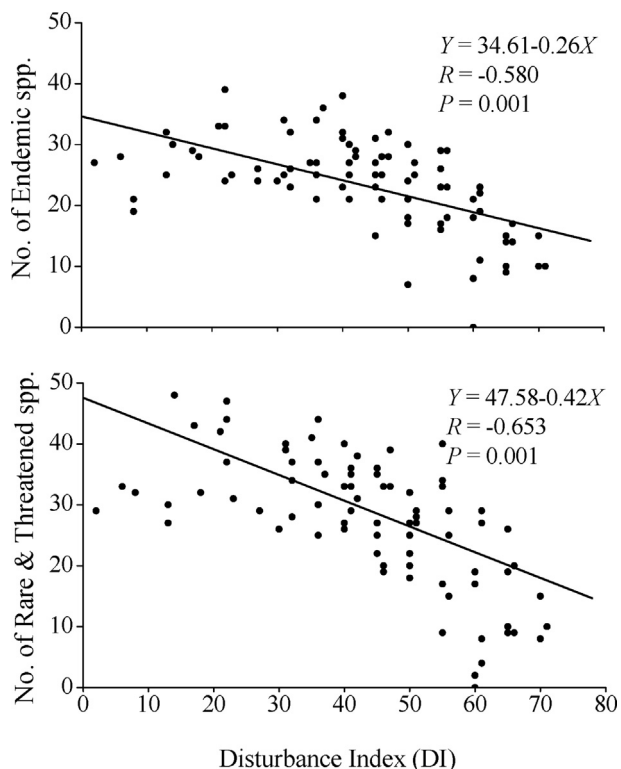 50
40
30
20
10
0
No. of Endemic spp.
Y = 34.61-0.26X
R = -0.580
P = 0.001
50
40
30
20
10
0
No. of Rare & Threatened spp.
Y = 47.58-0.42X
R = -0.653
P = 0.001
0 10 20 30 40 50 60 70 80
Disturbance Index (DI)